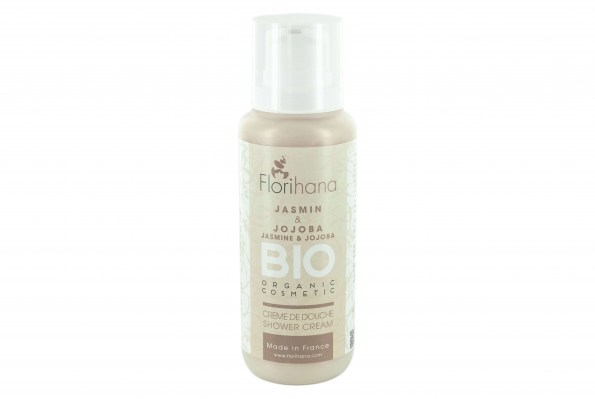 Florihana
JASMIN
&
JOJOBA
JASMINE & JOJOBA
BIO
ORGANIC
COSMETIC
CRÈME DE DOUCHE
SHOWER CREAM
Made in France
www.florihana.com